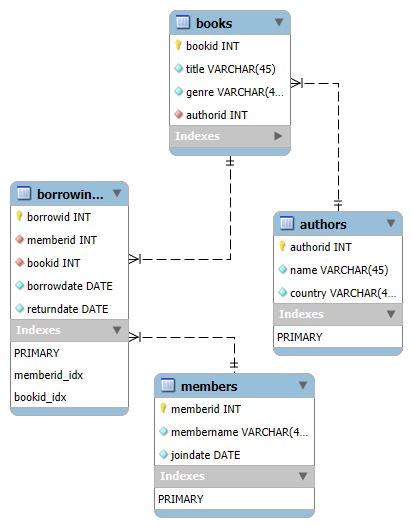 books
bookid INT
title VARCHAR(45)
genre VARCHAR(4...
authorid INT
Indexes
borrowin...
borrowid INT
memberid INT
bookid INT
borrowdate DATE
returndate DATE
Indexes
PRIMARY
memberid_idx
bookid_idx
authors
authorid INT
name VARCHAR(45)
country VARCHAR(4...
Indexes
PRIMARY
members
memberid INT
membername VARCHAR(4...
joindate DATE
Indexes
PRIMARY